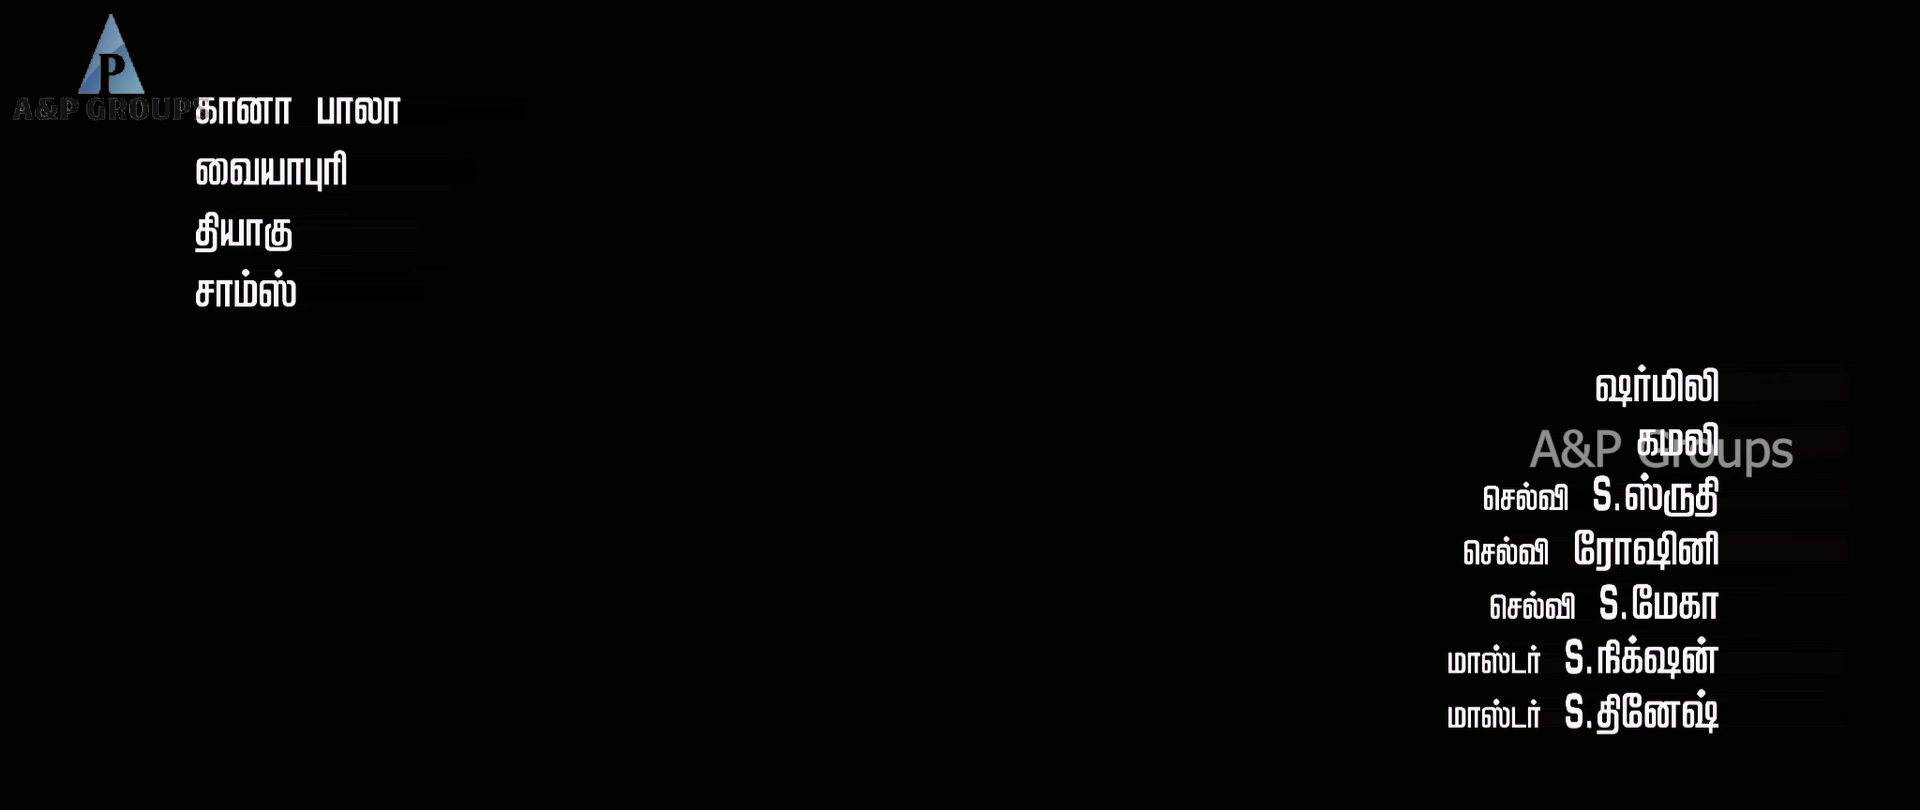 P
A&P GROUPS
கானா பாலா
வையாபுரி
தியாகு
சாம்ஸ்
ஷர்மிலி
கமலி
A&P Groups
செல்வி S.ஸ்ருதி
செல்வி ரோஷினி
செல்வி S.மேகா
மாஸ்டர் S.நிக்ஷன்
மாஸ்டர் S.தினேஷ்